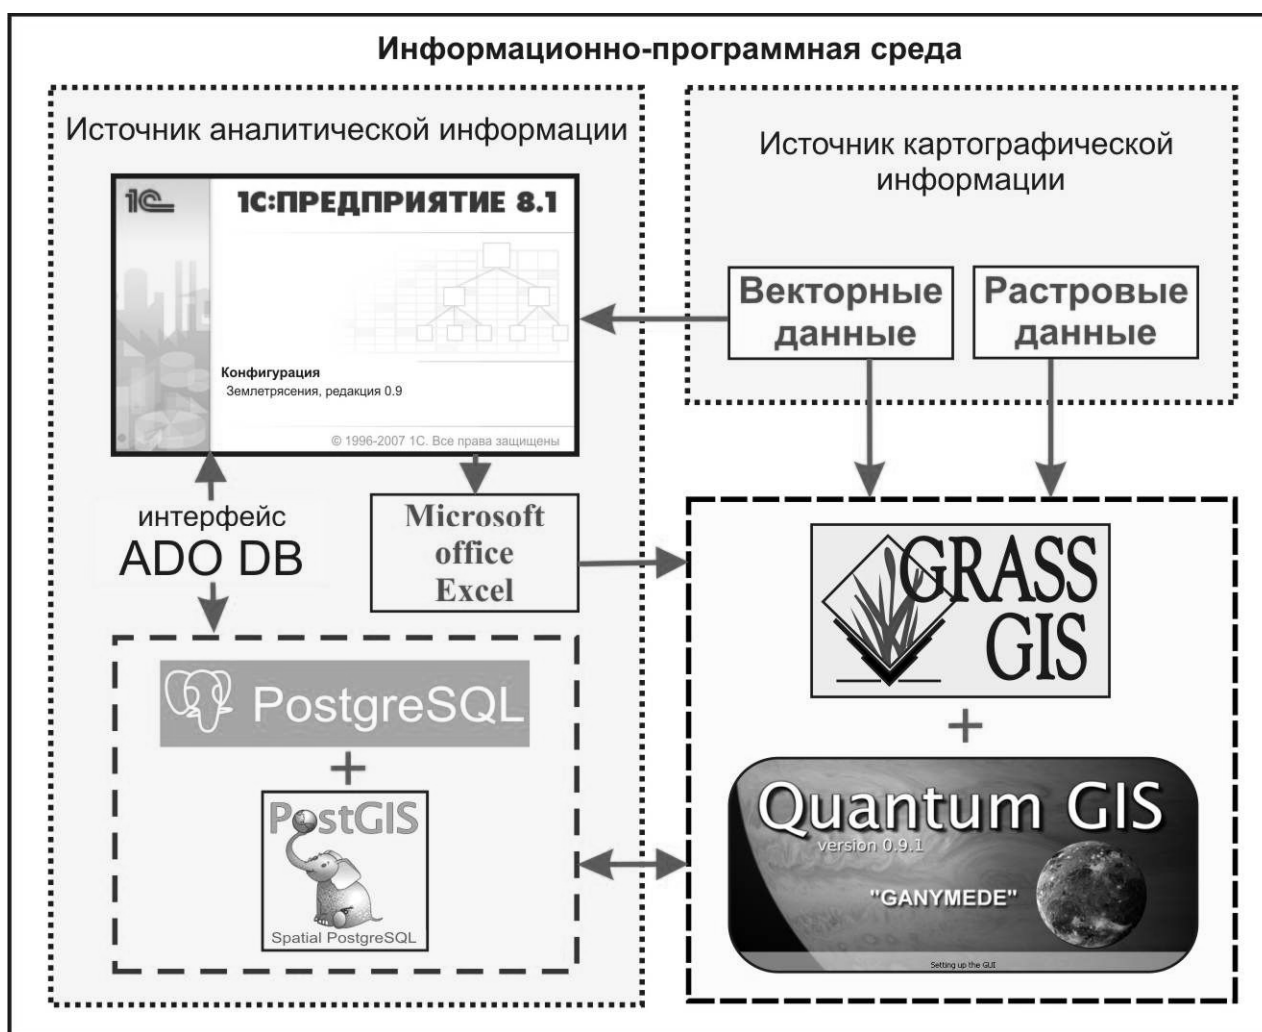 Информационно-программная среда
Источник аналитической информации
1С
1С:ПРЕДПРИЯТИЕ 8.1
Конфигурация
Землетрясения, редакция 0.9
© 1996-2007 1С. Все права защищены
интерфейс
ADO DB
Microsoft
office
Excel
PostgreSQL
+
PostGIS
Spatial PostgreSQL
Источник картографической
информации
Векторные
данные
Растровые
данные
GRASS
GIS
+
Quantum GIS
version 0.9.1
"GANYMEDE"
Setting up the GUI